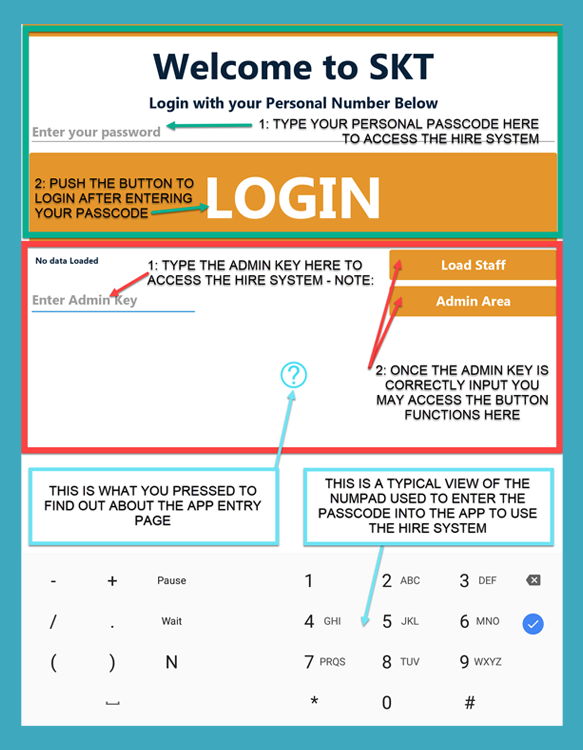 Welcome to SKT
Login with your Personal Number Below
Enter your password
1: TYPE YOUR PERSONAL PASSCODE HERE
TO ACCESS THE HIRE SYSTEM
2: PUSH THE BUTTON TO
LOGIN AFTER ENTERING
YOUR PASSCODE
LOGIN
No data Loaded
1: TYPE THE ADMIN KEY HERE TO
ACCESS THE HIRE SYSTEM - NOTE:
Enter Admin Key
Load Staff
Admin Area
2: ONCE THE ADMIN KEY IS
CORRECTLY INPUT YOU
MAY ACCESS THE BUTTON
FUNCTIONS HERE
?
THIS IS WHAT YOU PRESSED TO
FIND OUT ABOUT THE APP ENTRY
PAGE
THIS IS A TYPICAL VIEW OF THE
NUMPAD USED TO ENTER THE
PASSCODE INTO THE APP TO USE
THE HIRE SYSTEM
- + Pause 1 2 ABC 3 DEF
/ . Wait 4 GHI 5 JKL 6 MNO
( ) N 7 PRQS 8 TUV 9 WXYZ
* 0 #